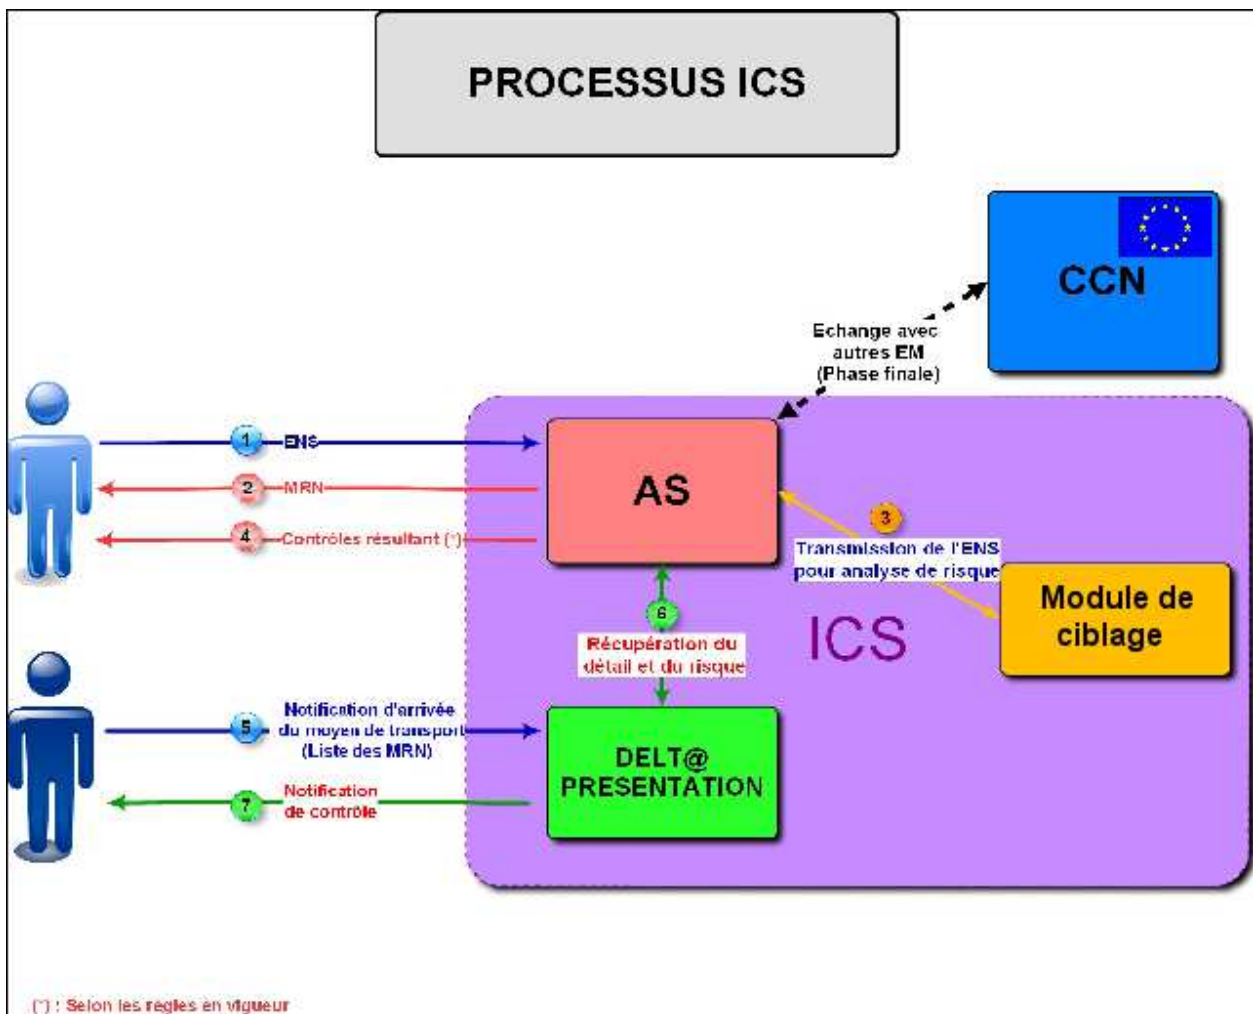 PROCESSUS ICS
CCN
Echange avec
autres EM
(Phase finale)
1
ENS
2
MRN
4
Contrôles résultant (*)
AS
3
Transmission de l'ENS
pour analyse de risque
Module de
ciblage
ICS
6
Récupération du
détail et du risque
5
Notification d'arrivée
du moyen de transport
(Liste des MRN)
7
Notification
de contrôle
DELT@
PRESENTATION
(*) : Selon les règles en vigueur